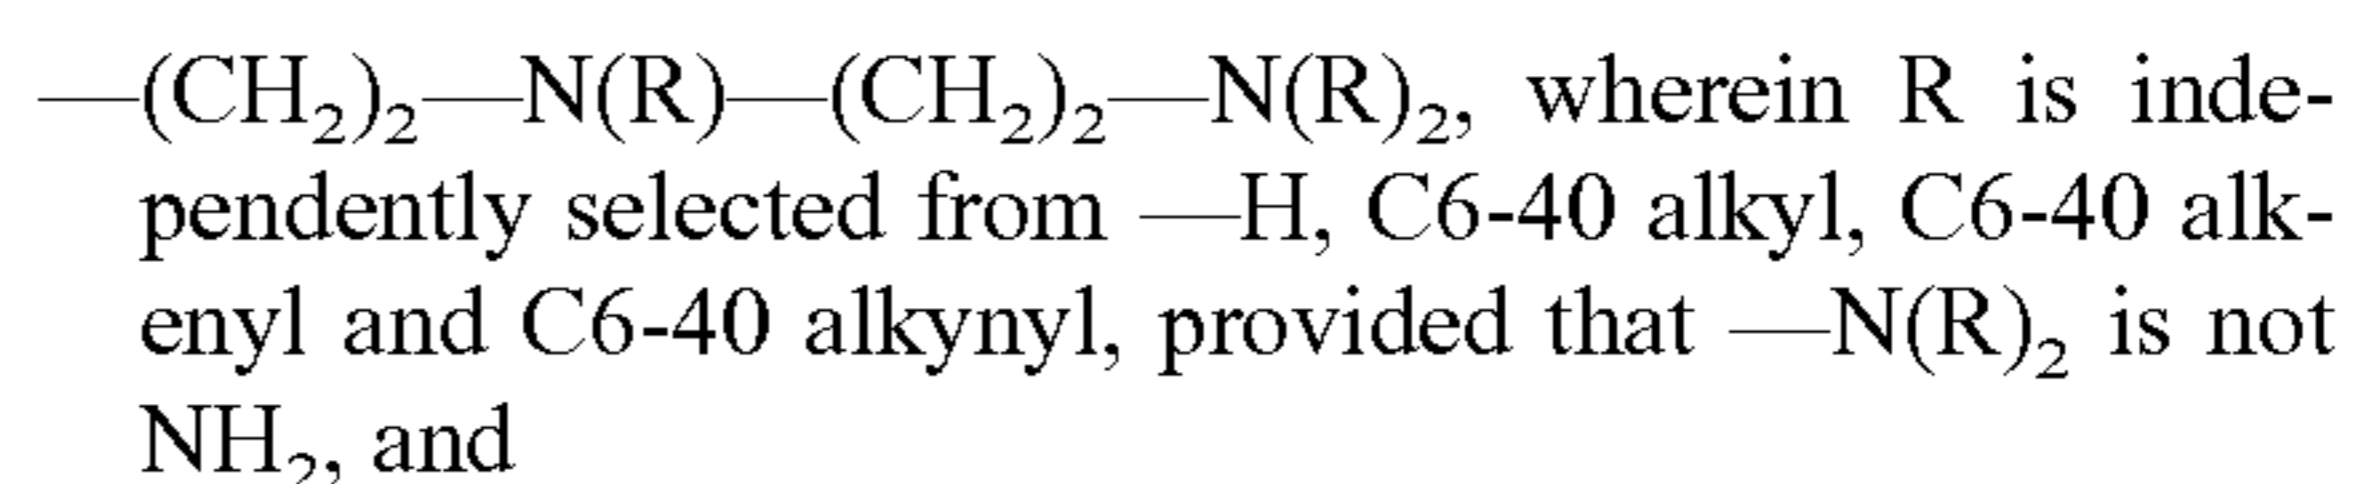 —(CH₂)₂—N(R)—(CH₂)₂—N(R)₂, wherein R is inde-
pendently selected from —H, C6-40 alkyl, C6-40 alk-
enyl and C6-40 alkynyl, provided that —N(R)₂ is not
NH₂, and